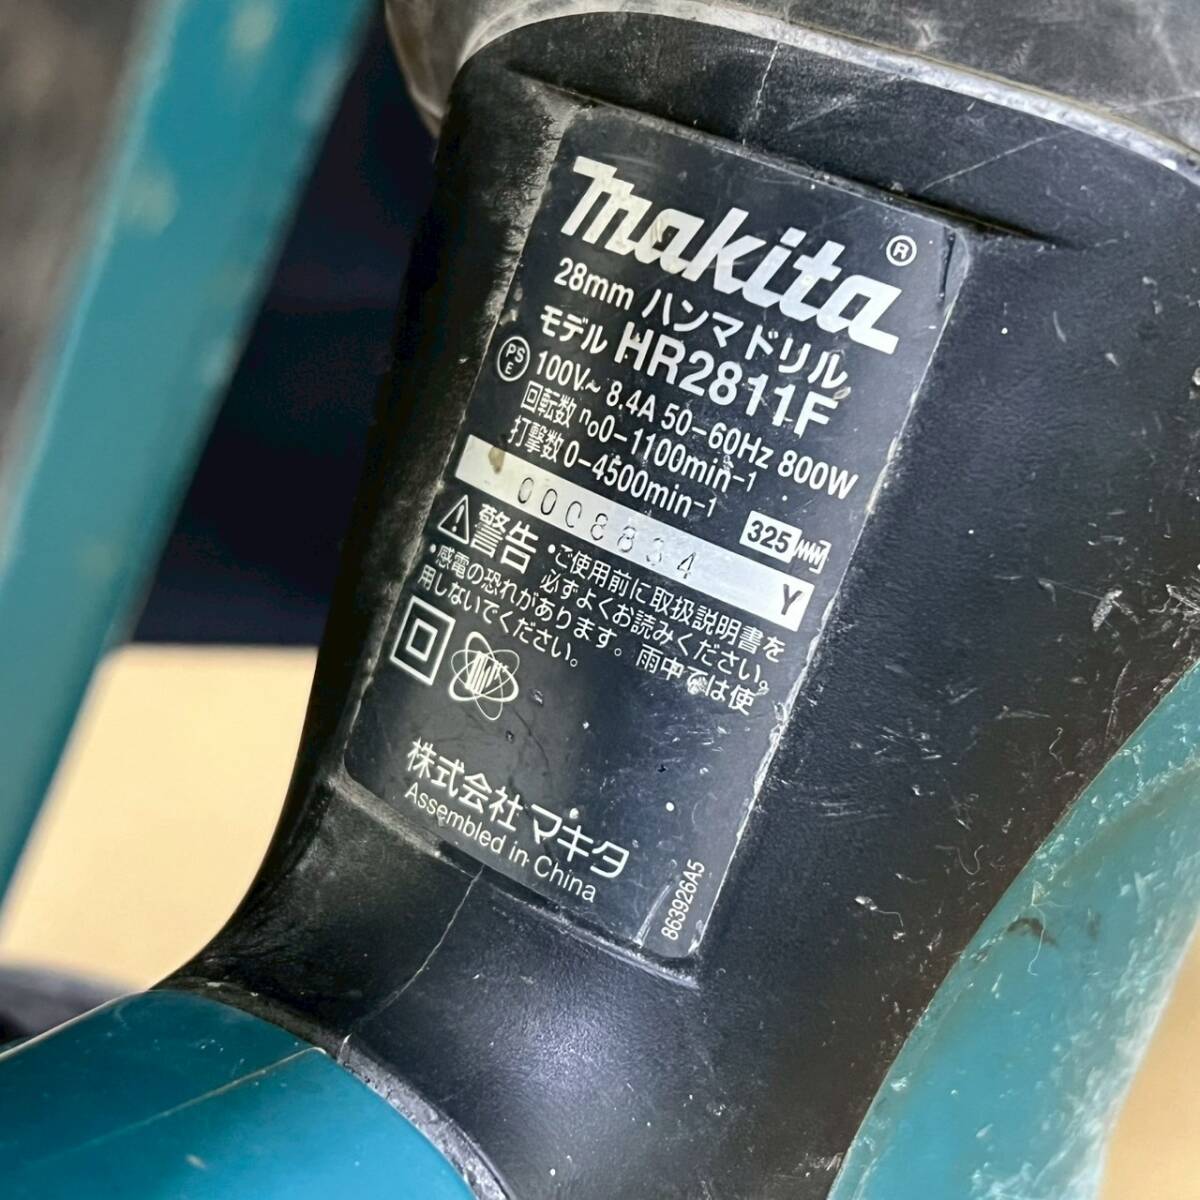 makita®
28mm ハンマドリル
モデル HR2811F
PS
E
100V~ 8.4A 50-60Hz 800W
回転数 n₀0-1100min⁻¹
打撃数 0-4500min⁻¹
325
0008834 Y
警告
・ご使用前に取扱説明書を
必ずよくお読みください。
・感電の恐れがあります。雨中では使
用しないでください。
株式会社マキタ
Assembled in China
863926A5